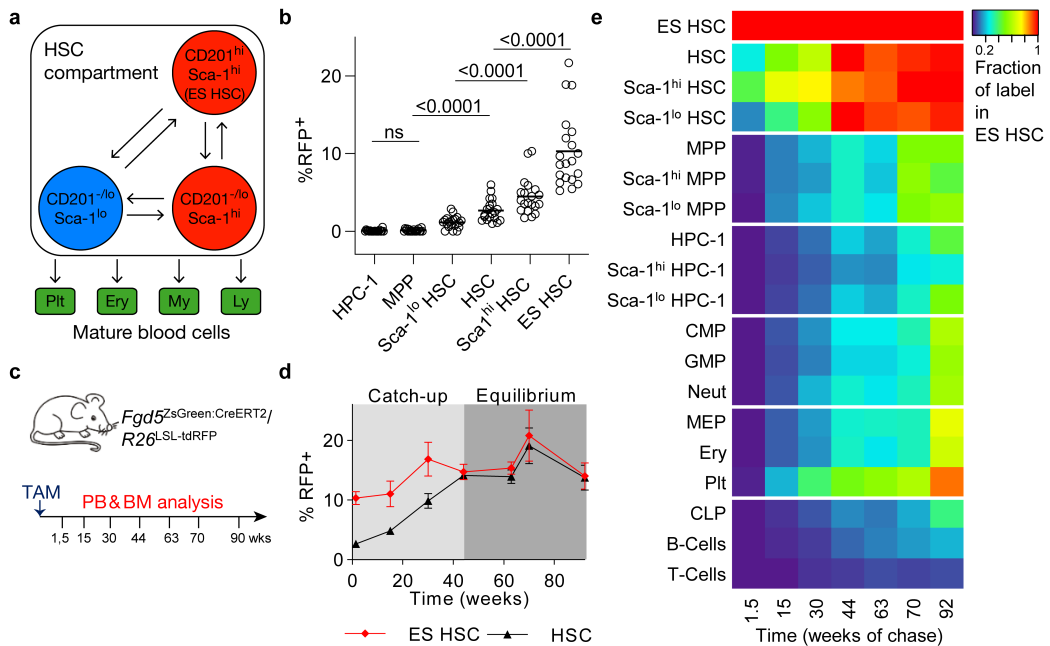 a
HSC
compartment
CD201hi
Sca-1hi
(ES HSC)
CD201-/lo
Sca-1lo
CD201-/lo
Sca-1hi
Plt
Ery
My
Ly
Mature blood cells
b
%RFP+
20
10
0
<0.0001
<0.0001
<0.0001
ns
HPC-1
MPP
Sca-1lo HSC
HSC
Sca1hi HSC
ES HSC
c
Fgd5ZsGreen:CreERT2/
R26LSL-tdRFP
TAM
PB & BM analysis
1,5 15 30 44 63 70 90 wks
d
Catch-up Equilibrium
% RFP+
20
10
0
0 20 40 60 80
Time (weeks)
ES HSC HSC
e
ES HSC
HSC
Sca-1hi HSC
Sca-1lo HSC
MPP
Sca-1hi MPP
Sca-1lo MPP
HPC-1
Sca-1hi HPC-1
Sca-1lo HPC-1
CMP
GMP
Neut
MEP
Ery
Plt
CLP
B-Cells
T-Cells
1.5 15 30 44 63 70 92
Time (weeks of chase)
0.2 1
Fraction
of label
in
ES HSC